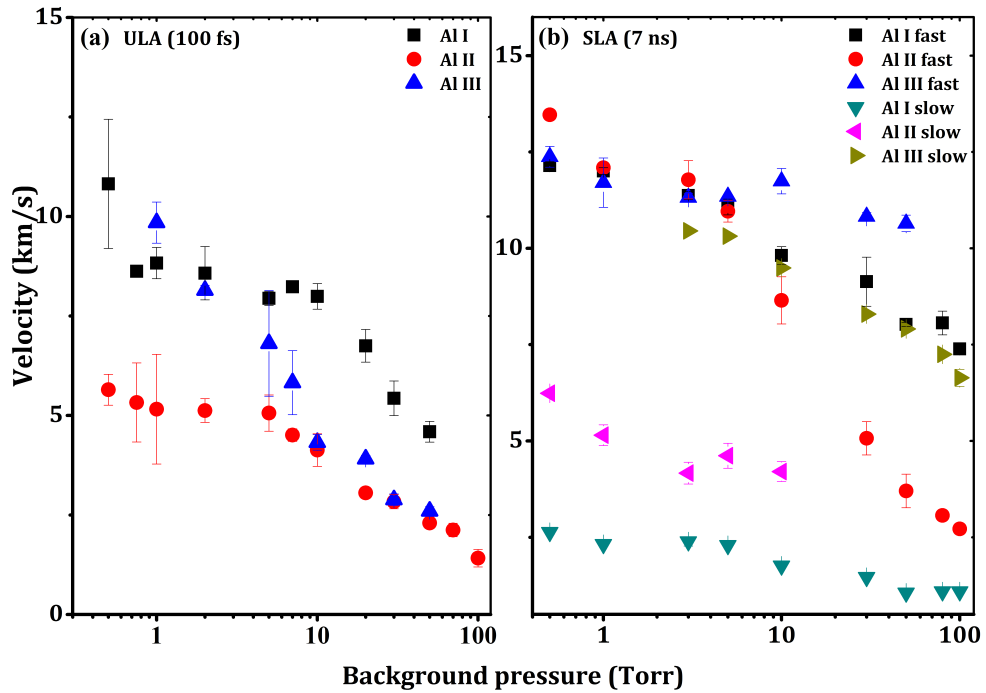 (a) ULA (100 fs)
Al I
Al II
Al III
(b) SLA (7 ns)
Al I fast
Al II fast
Al III fast
Al I slow
Al II slow
Al III slow
15
10
5
0
15
10
5
1
10
100
1
10
100
Velocity (km/s)
Background pressure (Torr)